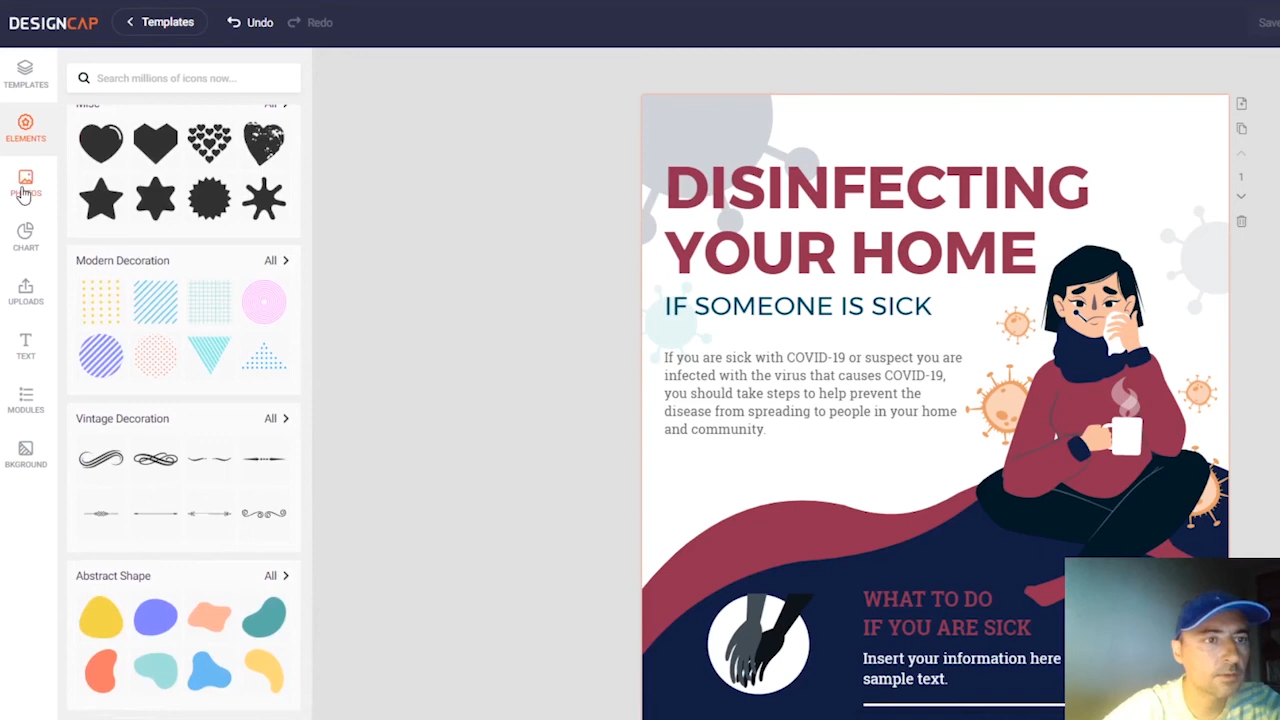 DESIGNCAP
Templates
Undo
Redo
Save
TEMPLATES
ELEMENTS
PHOTOS
CHART
UPLOADS
TEXT
MODULES
BKGROUND
Search millions of icons now...
Misc
All
Modern Decoration
All
Vintage Decoration
All
Abstract Shape
All
DISINFECTING
YOUR HOME
IF SOMEONE IS SICK
If you are sick with COVID-19 or suspect you are
infected with the virus that causes COVID-19,
you should take steps to help prevent the
disease from spreading to people in your home
and community.
WHAT TO DO
IF YOU ARE SICK
Insert your information here
sample text.
1